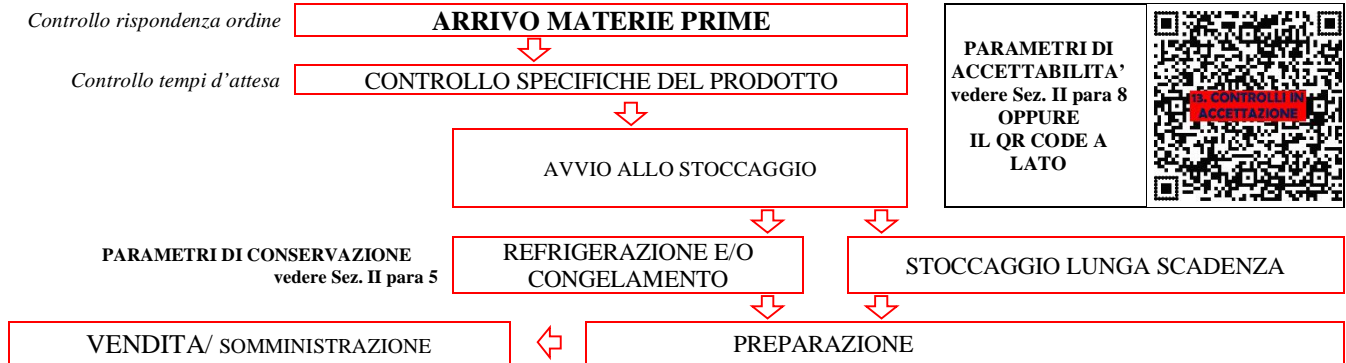 Controllo rispondenza ordine
ARRIVO MATERIE PRIME
Controllo tempi d’attesa
CONTROLLO SPECIFICHE DEL PRODOTTO
PARAMETRI DI
ACCETTABILITA’
vedere Sez. II para 8
OPPURE
IL QR CODE A
LATO
13. CONTROLLI IN
ACCETTAZIONE
AVVIO ALLO STOCCAGGIO
PARAMETRI DI CONSERVAZIONE
vedere Sez. II para 5
REFRIGERAZIONE E/O
CONGELAMENTO
STOCCAGGIO LUNGA SCADENZA
VENDITA/ SOMMINISTRAZIONE
PREPARAZIONE